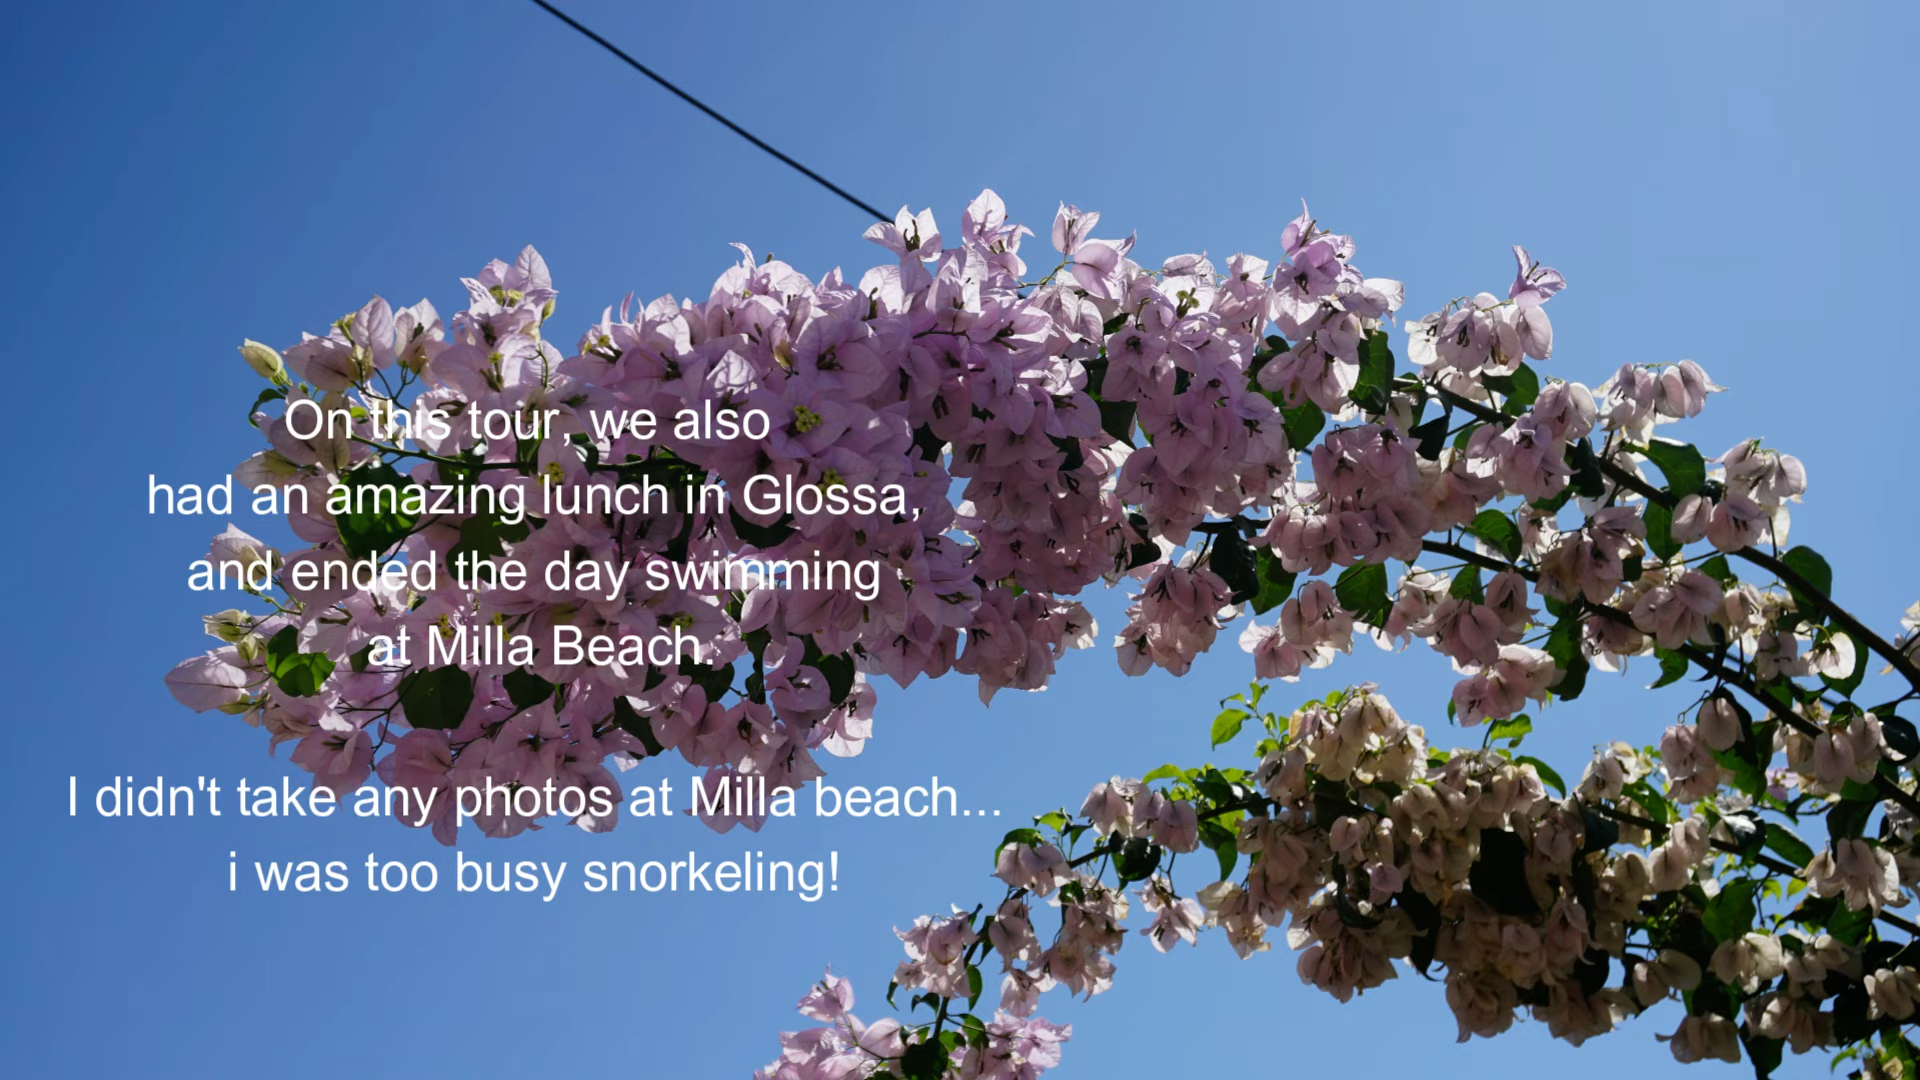 On this tour, we also
had an amazing lunch in Glossa,
and ended the day swimming
at Milla Beach.
I didn't take any photos at Milla beach...
i was too busy snorkeling!